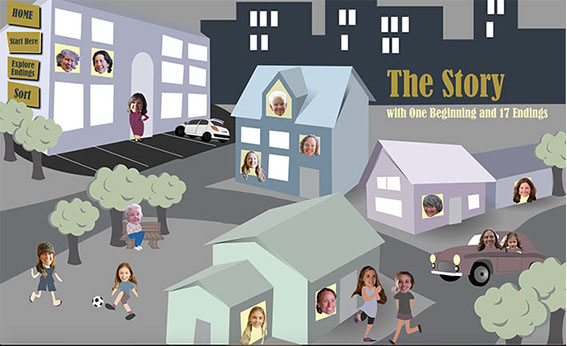 HOME
Start Here
Explore
Endings
Sort
The Story
with One Beginning and 17 Endings